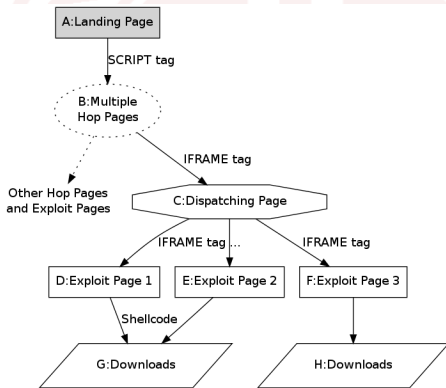 A:Landing Page
SCRIPT tag
B:Multiple
Hop Pages
IFRAME tag
Other Hop Pages
and Exploit Pages
C:Dispatching Page
IFRAME tag ... IFRAME tag
D:Exploit Page 1 E:Exploit Page 2 F:Exploit Page 3
Shellcode
G:Downloads H:Downloads